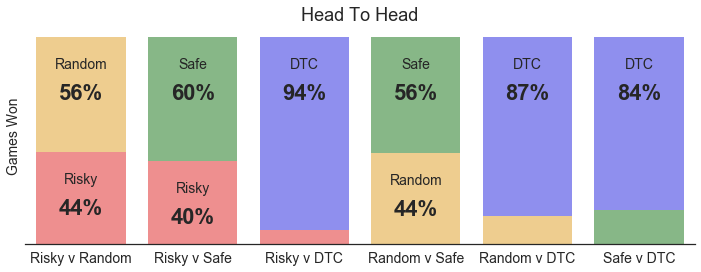 Head To Head
Games Won
Random
56%
Risky
44%
Safe
60%
Risky
40%
DTC
94%
Safe
56%
Random
44%
DTC
87%
DTC
84%
Risky v Random
Risky v Safe
Risky v DTC
Random v Safe
Random v DTC
Safe v DTC